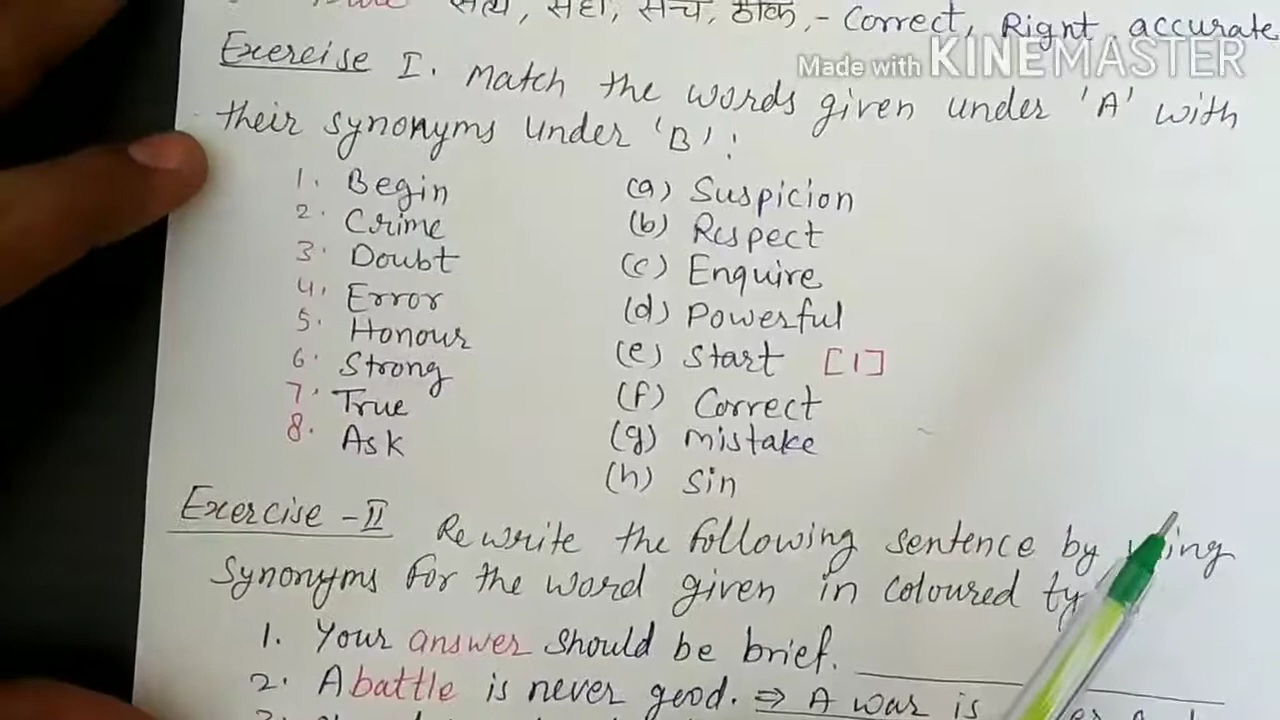 सत्य, सही, सच, ठीक, - Correct, Right, accurate
Made with KINEMASTER
Exercise I. Match the words given under 'A' with
their synonyms under 'B':
1. Begin (a) Suspicion
2. Crime (b) Respect
3. Doubt (c) Enquire
4. Error (d) Powerful
5. Honour (e) Start [1]
6. Strong (f) Correct
7. True (g) mistake
8. Ask (h) Sin
Exercise -II Rewrite the following sentence by
Synonyms for the word given in coloured
1. Your answer should be brief.
2. A battle is never good. ⇒ A war is